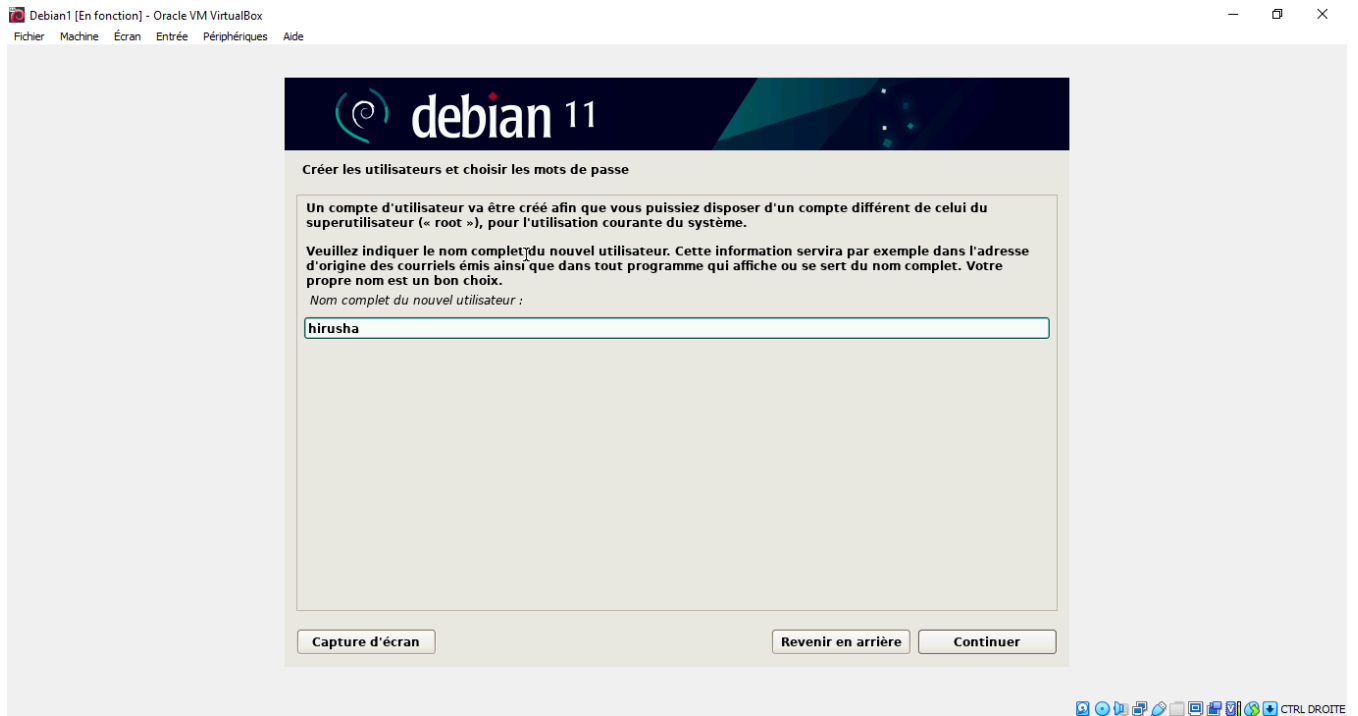 Debian1 [En fonction] - Oracle VM VirtualBox
Fichier Machine Écran Entrée Périphériques Aide
debian 11
Créer les utilisateurs et choisir les mots de passe
Un compte d'utilisateur va être créé afin que vous puissiez disposer d'un compte différent de celui du
superutilisateur (« root »), pour l'utilisation courante du système.
Veuillez indiquer le nom complet du nouvel utilisateur. Cette information servira par exemple dans l'adresse
d'origine des courriels émis ainsi que dans tout programme qui affiche ou se sert du nom complet. Votre
propre nom est un bon choix.
Nom complet du nouvel utilisateur :
hirusha
Capture d'écran Revenir en arrière Continuer
CTRL DROITE